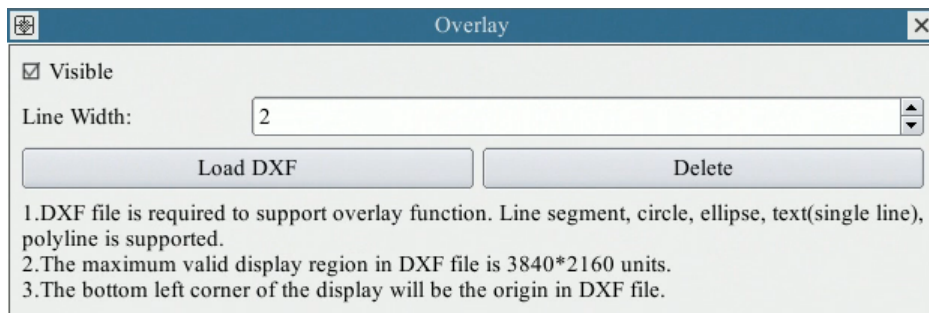 Overlay
Visible
Line Width: 2
Load DXF Delete
1.DXF file is required to support overlay function. Line segment, circle, ellipse, text(single line),
polyline is supported.
2.The maximum valid display region in DXF file is 3840*2160 units.
3.The bottom left corner of the display will be the origin in DXF file.